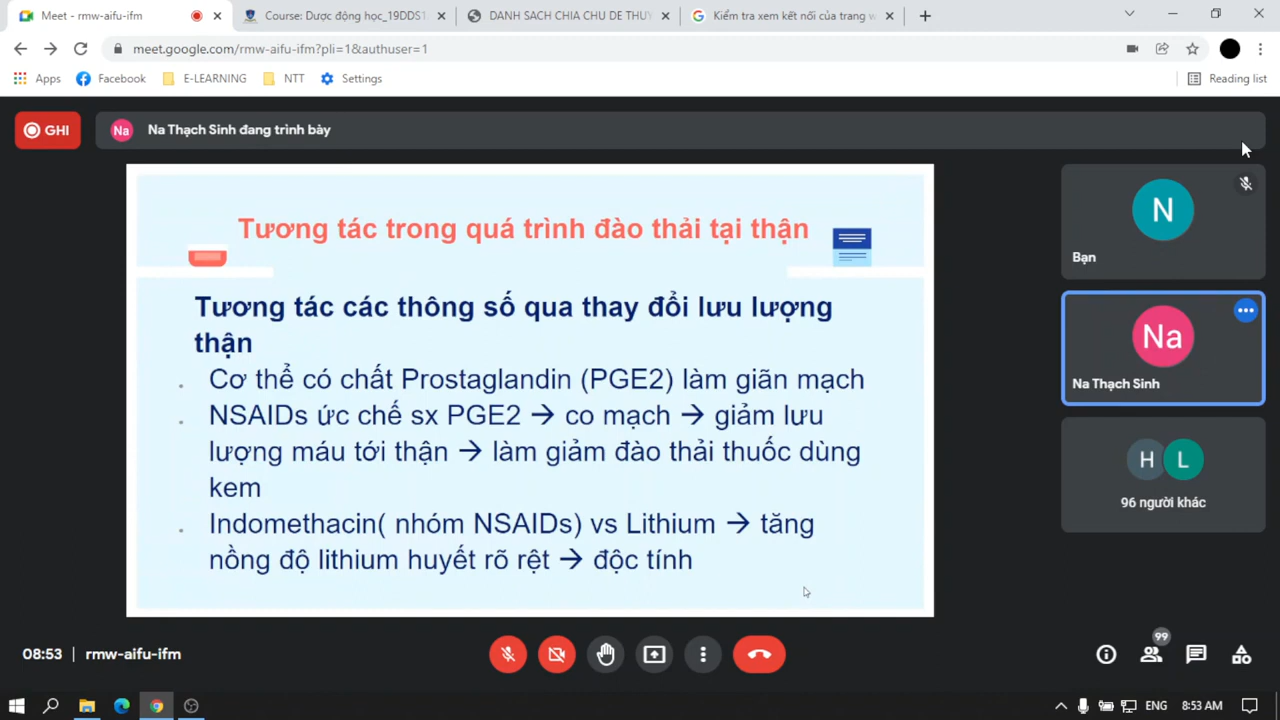 Meet - rmw-aifu-ifm
Course: Dược động học_19DDS1
DANH SACH CHIA CHU DE THUY
Kiểm tra xem kết nối của trang w
meet.google.com/rmw-aifu-ifm?pli=1&authuser=1
Apps
Facebook
E-LEARNING
NTT
Settings
Reading list
GHI
Na
Na Thạch Sinh đang trình bày
Tương tác trong quá trình đào thải tại thận
Tương tác các thông số qua thay đổi lưu lượng
thận
Cơ thể có chất Prostaglandin (PGE2) làm giãn mạch
NSAIDs ức chế sx PGE2 → co mạch → giảm lưu
lượng máu tới thận → làm giảm đào thải thuốc dùng
kem
Indomethacin( nhóm NSAIDs) vs Lithium → tăng
nồng độ lithium huyết rõ rệt → độc tính
N
Bạn
Na
Na Thạch Sinh
H
L
96 người khác
08:53 | rmw-aifu-ifm
99
ENG
8:53 AM